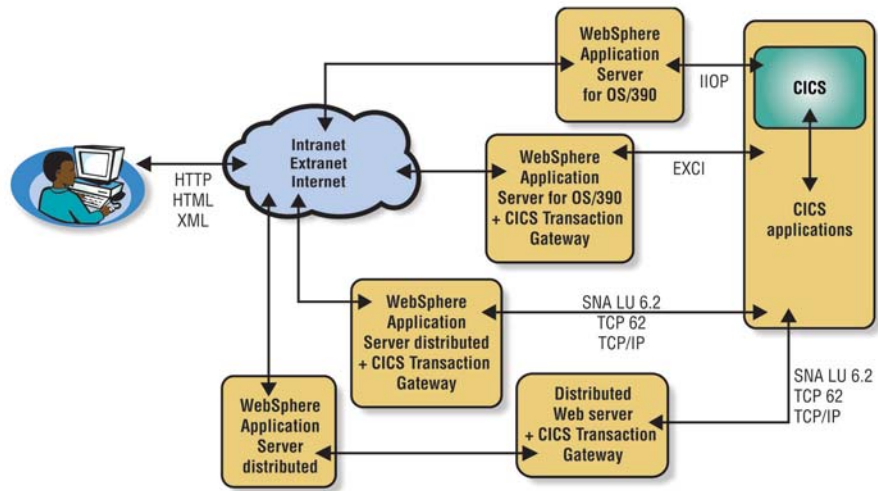 WebSphere
Application
Server
for OS/390
IIOP
CICS
HTTP
HTML
XML
Intranet
Extranet
Internet
WebSphere
Application
Server for OS/390
+ CICS Transaction
Gateway
EXCI
CICS
applications
WebSphere
Application
Server distributed
+ CICS Transaction
Gateway
SNA LU 6.2
TCP 62
TCP/IP
SNA LU 6.2
TCP 62
TCP/IP
WebSphere
Application
Server
distributed
Distributed
Web server
+ CICS Transaction
Gateway